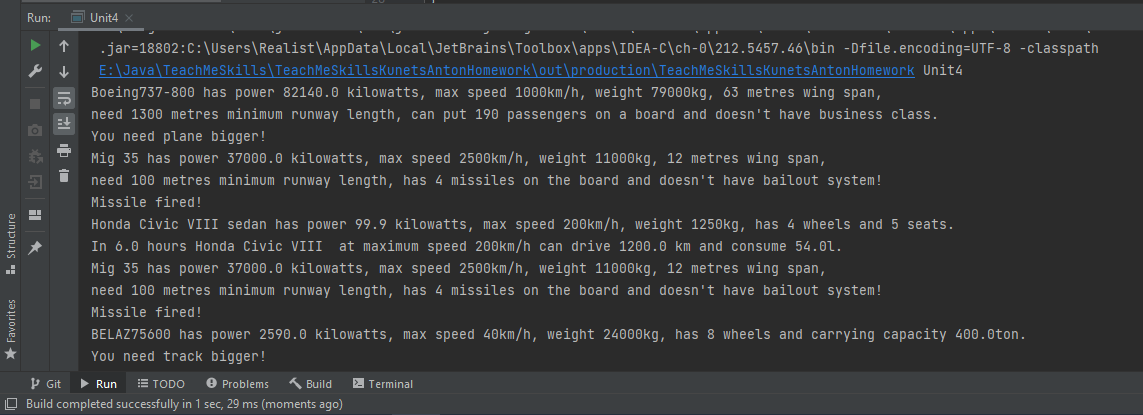 Run: Unit4
.jar=18802:C:\Users\Realist\AppData\Local\JetBrains\Toolbox\apps\IDEA-C\ch-0\212.5457.46\bin -Dfile.encoding=UTF-8 -classpath
E:\Java\TeachMeSkills\TeachMeSkillsKunetsAntonHomework\out\production\TeachMeSkillsKunetsAntonHomework Unit4
Boeing737-800 has power 82140.0 kilowatts, max speed 1000km/h, weight 79000kg, 63 metres wing span,
need 1300 metres minimum runway length, can put 190 passengers on a board and doesn't have business class.
You need plane bigger!
Mig 35 has power 37000.0 kilowatts, max speed 2500km/h, weight 11000kg, 12 metres wing span,
need 100 metres minimum runway length, has 4 missiles on the board and doesn't have bailout system!
Missile fired!
Honda Civic VIII sedan has power 99.9 kilowatts, max speed 200km/h, weight 1250kg, has 4 wheels and 5 seats.
In 6.0 hours Honda Civic VIII  at maximum speed 200km/h can drive 1200.0 km and consume 54.0l.
Mig 35 has power 37000.0 kilowatts, max speed 2500km/h, weight 11000kg, 12 metres wing span,
need 100 metres minimum runway length, has 4 missiles on the board and doesn't have bailout system!
Missile fired!
BELAZ75600 has power 2590.0 kilowatts, max speed 40km/h, weight 24000kg, has 8 wheels and carrying capacity 400.0ton.
You need track bigger!
Structure
Favorites
Git Run TODO Problems Build Terminal
Build completed successfully in 1 sec, 29 ms (moments ago)